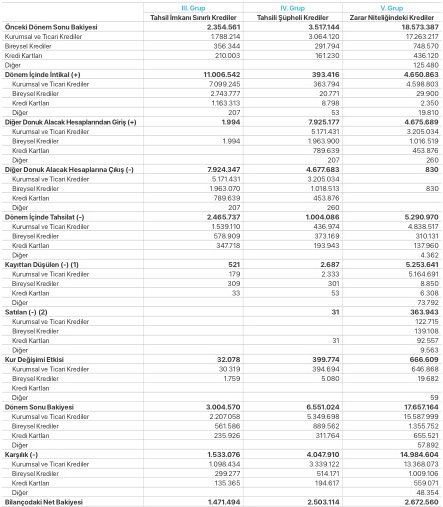 III. Grup IV. Grup V. Grup
Tahsil İmkanı Sınırlı Krediler Tahsili Şüpheli Krediler Zarar Niteliğindeki Krediler
Önceki Dönem Sonu Bakiyesi 2.354.561 3.517.144 18.573.387
Kurumsal ve Ticari Krediler 1.788.214 3.064.120 17.263.217
Bireysel Krediler 356.344 291.794 748.570
Kredi Kartları 210.003 161.230 436.120
Diğer 125.480
Dönem İçinde İntikal (+) 11.006.542 393.416 4.650.863
Kurumsal ve Ticari Krediler 7.099.245 363.794 4.598.803
Bireysel Krediler 2.743.777 20.771 29.900
Kredi Kartları 1.163.313 8.798 2.350
Diğer 207 53 19.810
Diğer Donuk Alacak Hesaplarından Giriş (+) 1.994 7.925.177 4.675.689
Kurumsal ve Ticari Krediler 5.171.431 3.205.034
Bireysel Krediler 1.994 1.963.900 1.016.519
Kredi Kartları 789.639 453.876
Diğer 207 260
Diğer Donuk Alacak Hesaplarına Çıkış (-) 7.924.347 4.677.683 830
Kurumsal ve Ticari Krediler 5.171.431 3.205.034
Bireysel Krediler 1.963.070 1.018.513 830
Kredi Kartları 789.639 453.876
Diğer 207 260
Dönem İçinde Tahsilat (-) 2.465.737 1.004.086 5.290.970
Kurumsal ve Ticari Krediler 1.539.110 436.974 4.838.517
Bireysel Krediler 578.909 373.169 310.131
Kredi Kartları 347.718 193.943 137.960
Diğer 4.362
Kayıttan Düşülen (-) (1) 521 2.687 5.253.641
Kurumsal ve Ticari Krediler 179 2.333 5.164.691
Bireysel Krediler 309 301 8.850
Kredi Kartları 33 53 6.308
Diğer 73.792
Satılan (-) (2) 31 363.943
Kurumsal ve Ticari Krediler 122.715
Bireysel Krediler 139.108
Kredi Kartları 31 92.557
Diğer 9.563
Kur Değişimi Etkisi 32.078 399.774 666.609
Kurumsal ve Ticari Krediler 30.319 394.694 646.868
Bireysel Krediler 1.759 5.080 19.682
Kredi Kartları
Diğer 59
Dönem Sonu Bakiyesi 3.004.570 6.551.024 17.657.164
Kurumsal ve Ticari Krediler 2.207.058 5.349.698 15.587.999
Bireysel Krediler 561.586 889.562 1.355.752
Kredi Kartları 235.926 311.764 655.521
Diğer 57.892
Karşılık (-) 1.533.076 4.047.910 14.984.604
Kurumsal ve Ticari Krediler 1.098.434 3.339.122 13.368.073
Bireysel Krediler 299.277 514.171 1.009.106
Kredi Kartları 135.365 194.617 559.071
Diğer 48.354
Bilançodaki Net Bakiyesi 1.471.494 2.503.114 2.672.560